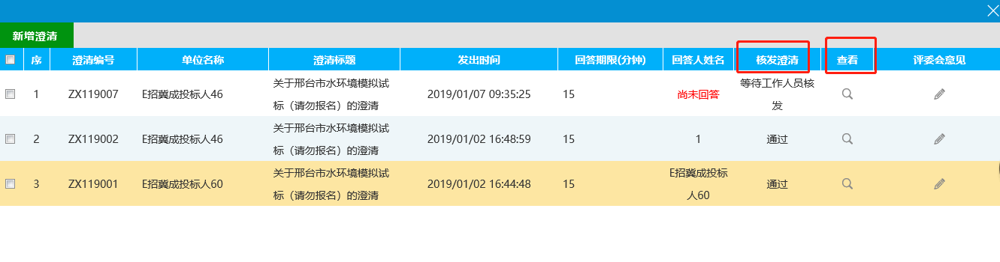 新增澄清
序 澄清编号 单位名称 澄清标题 发出时间 回答期限(分钟) 回答人姓名 核发澄清 查看 评委会意见
1 ZX119007 E招冀成投标人46 关于邢台市水环境模拟试 2019/01/07 09:35:25 15 尚未回答 等待工作人员核
标（请勿报名）的澄清 发
2 ZX119002 E招冀成投标人46 关于邢台市水环境模拟试 2019/01/02 16:48:59 15 1 通过
标（请勿报名）的澄清
3 ZX119001 E招冀成投标人60 关于邢台市水环境模拟试 2019/01/02 16:44:48 15 E招冀成投标 通过
标（请勿报名）的澄清 人60